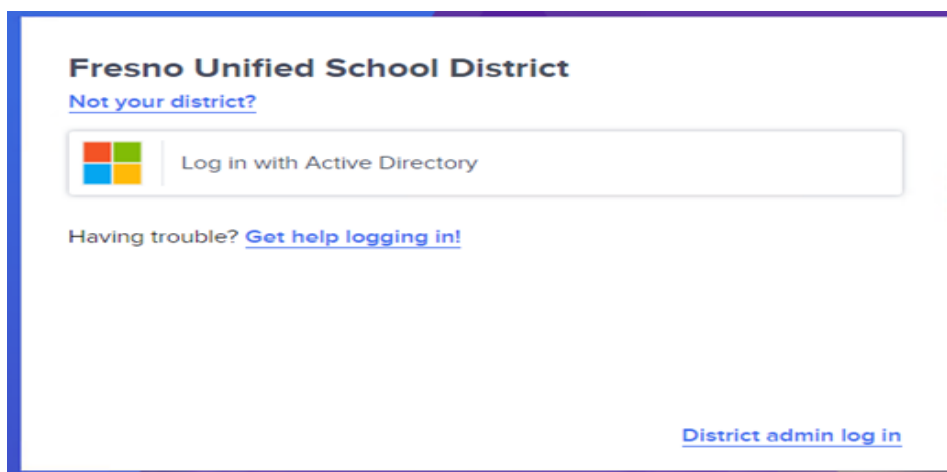 Fresno Unified School District
Not your district?
Log in with Active Directory
Having trouble? Get help logging in!
District admin log in